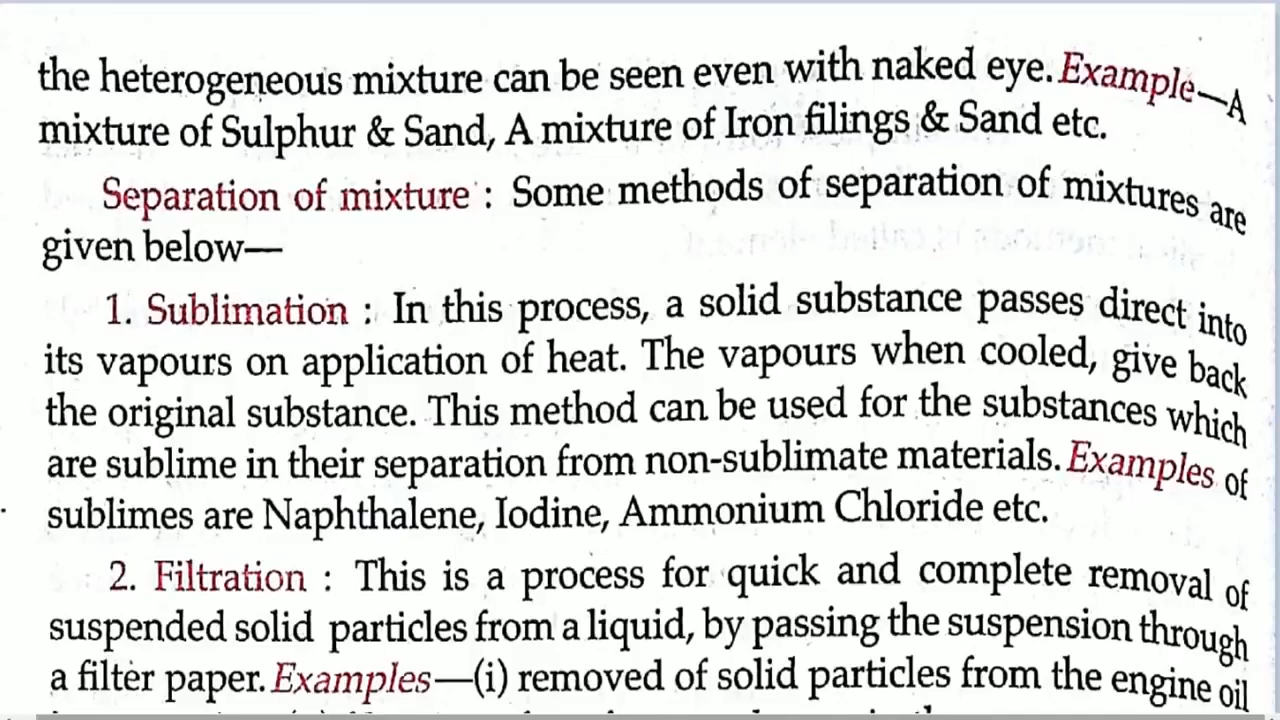 the heterogeneous mixture can be seen even with naked eye. Example—A
mixture of Sulphur & Sand, A mixture of Iron filings & Sand etc.
Separation of mixture : Some methods of separation of mixtures are
given below—
1. Sublimation : In this process, a solid substance passes direct into
its vapours on application of heat. The vapours when cooled, give back
the original substance. This method can be used for the substances which
are sublime in their separation from non-sublimate materials. Examples of
sublimes are Naphthalene, Iodine, Ammonium Chloride etc.
2. Filtration : This is a process for quick and complete removal of
suspended solid particles from a liquid, by passing the suspension through
a filter paper. Examples—(i) removed of solid particles from the engine oil